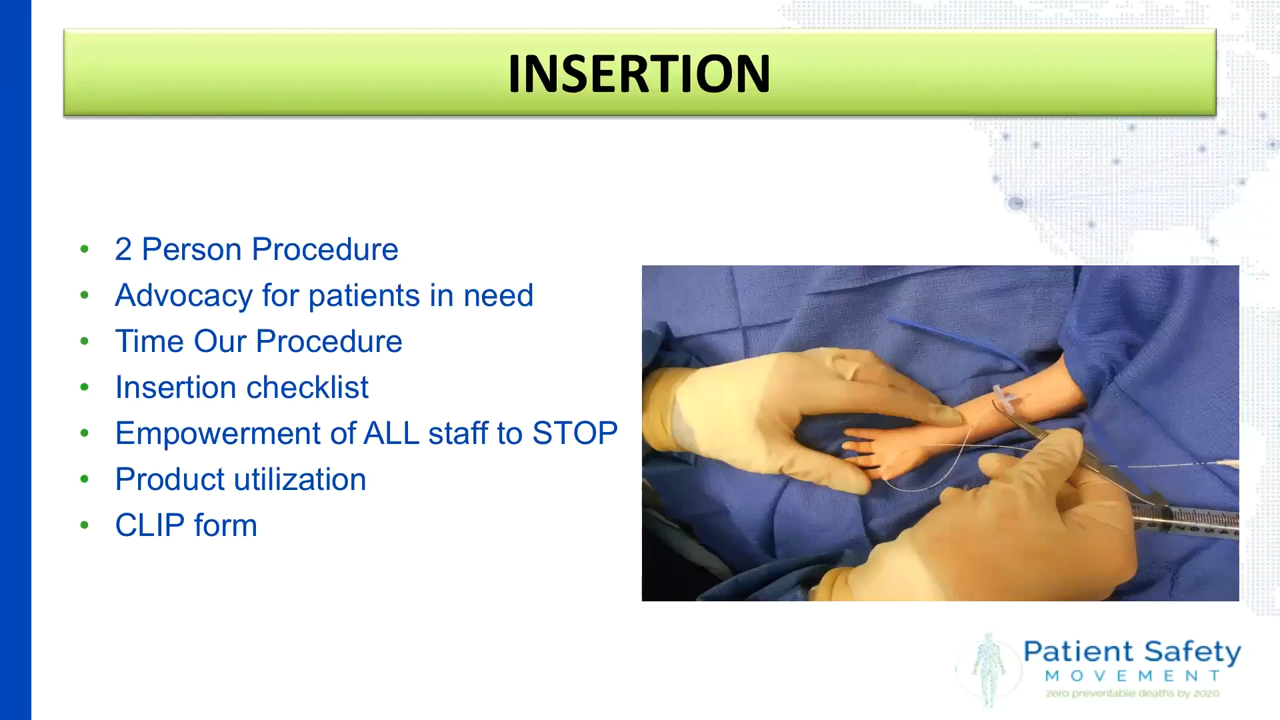 INSERTION
• 2 Person Procedure
• Advocacy for patients in need
• Time Our Procedure
• Insertion checklist
• Empowerment of ALL staff to STOP
• Product utilization
• CLIP form
Patient Safety
MOVEMENT
zero preventable deaths by 2020